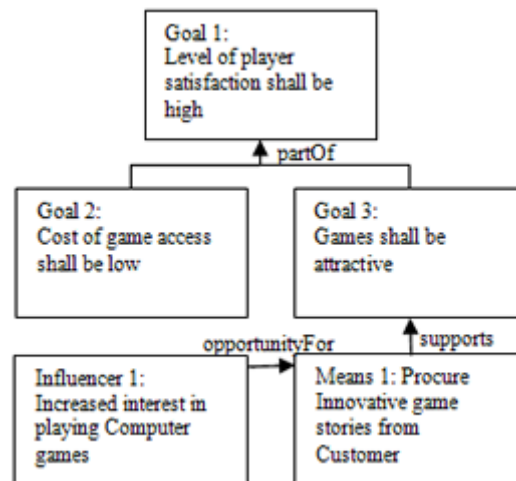 Goal 1:
Level of player
satisfaction shall be
high
partOf
Goal 2:
Cost of game access
shall be low
Goal 3:
Games shall be
attractive
opportunityFor
supports
Influencer 1:
Increased interest in
playing Computer
games
Means 1: Procure
Innovative game
stories from
Customer